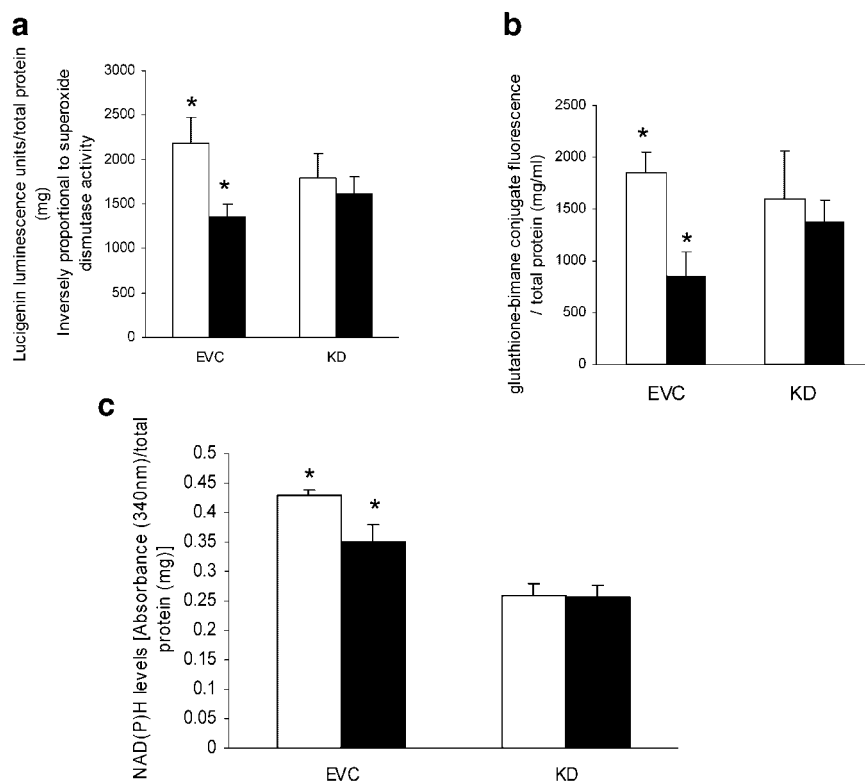 a
Lucigenin luminescence units/total protein
(mg)
Inversely proportional to superoxide
dismutase activity
3000
2500
2000
1500
1000
500
0
*
*
EVC
KD
b
glutathione-bimane conjugate fluorescence
/ total protein (mg/ml)
2500
2000
1500
1000
500
0
*
*
EVC
KD
c
NAD(P)H levels [Absorbance (340nm)/total
protein (mg)]
0.5
0.45
0.4
0.35
0.3
0.25
0.2
0.15
0.1
0.05
0
*
*
EVC
KD